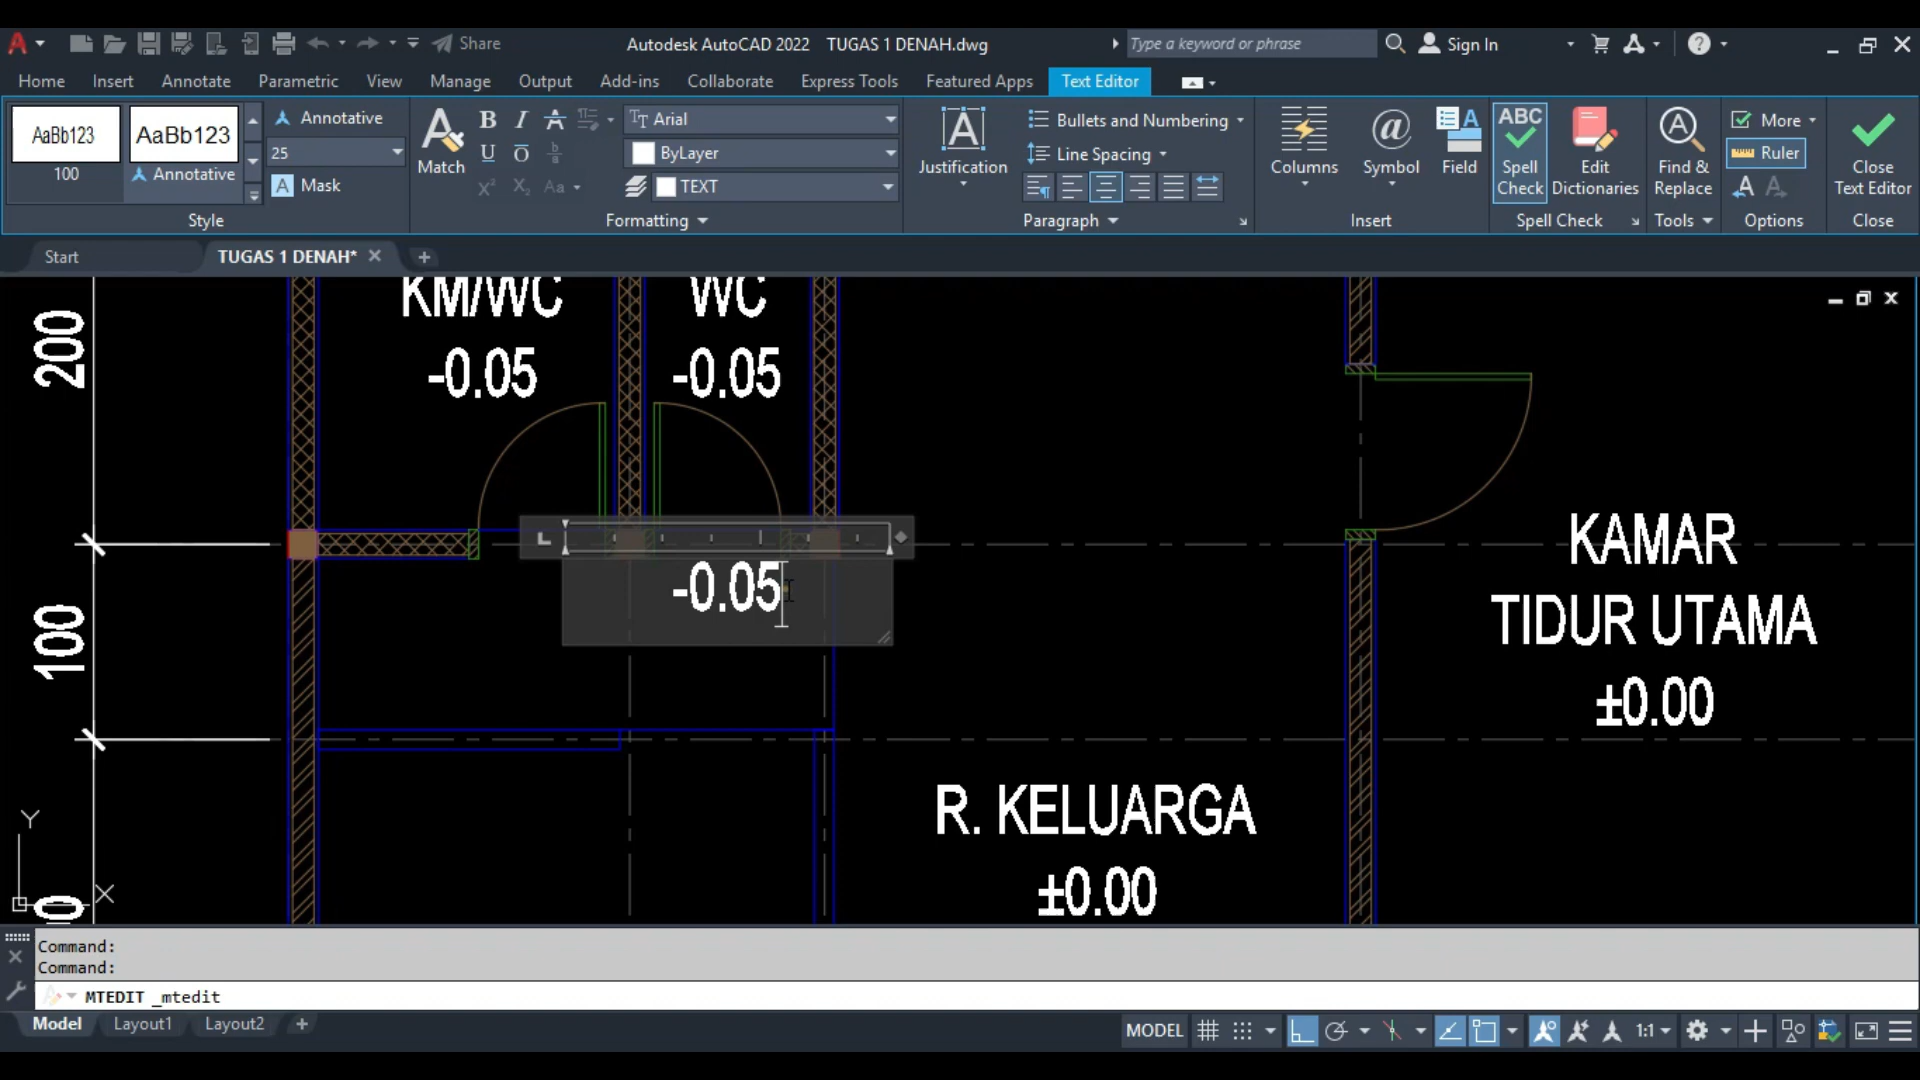 Share
Autodesk AutoCAD 2022 TUGAS 1 DENAH.dwg
Type a keyword or phrase
Sign In
Home Insert Annotate Parametric View Manage Output Add-ins Collaborate Express Tools Featured Apps Text Editor
AaBb123
100
AaBb123
Annotative
Annotative
25
Mask
Style
Match
Arial
ByLayer
TEXT
Formatting
Justification
Bullets and Numbering
Line Spacing
Paragraph
Columns
Symbol
Field
Insert
ABC
Spell Check
Edit Dictionaries
Spell Check
Find & Replace
Tools
More
Ruler
Options
Close Text Editor
Close
Start
TUGAS 1 DENAH*
200
100
KM/WC
-0.05
WC
-0.05
-0.05
KAMAR
TIDUR UTAMA
±0.00
R. KELUARGA
±0.00
Y
X
Command:
Command:
MTEDIT _mtedit
Model Layout1 Layout2
MODEL
1:1